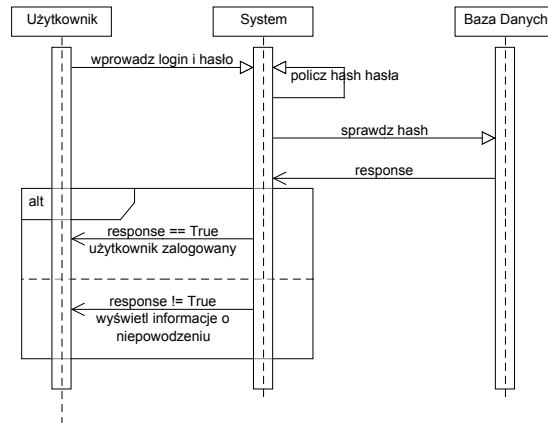 Użytkownik
System
Baza Danych
wprowadz login i hasło
policz hash hasła
sprawdz hash
response
alt
response == True
użytkownik zalogowany
response != True
wyświetl informacje o
niepowodzeniu